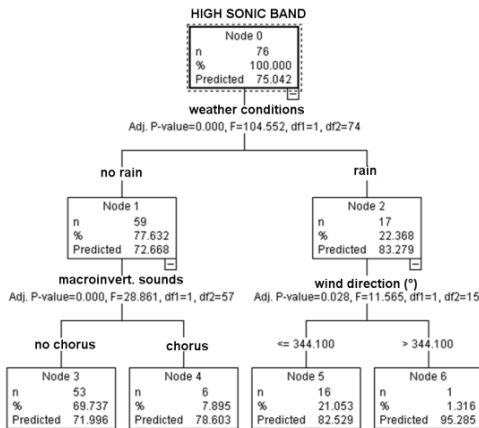 HIGH SONIC BAND
Node 0
n 76
% 100.000
Predicted 75.042
weather conditions
Adj. P-value=0.000, F=104.552, df1=1, df2=74
no rain
rain
Node 1
n 59
% 77.632
Predicted 72.668
Node 2
n 17
% 22.368
Predicted 83.279
macroinvert. sounds
Adj. P-value=0.000, F=28.861, df1=1, df2=57
wind direction (°)
Adj. P-value=0.028, F=11.565, df1=1, df2=15
no chorus
chorus
<= 344.100
> 344.100
Node 3
n 53
% 69.737
Predicted 71.996
Node 4
n 6
% 7.895
Predicted 78.603
Node 5
n 16
% 21.053
Predicted 82.529
Node 6
n 1
% 1.316
Predicted 95.285